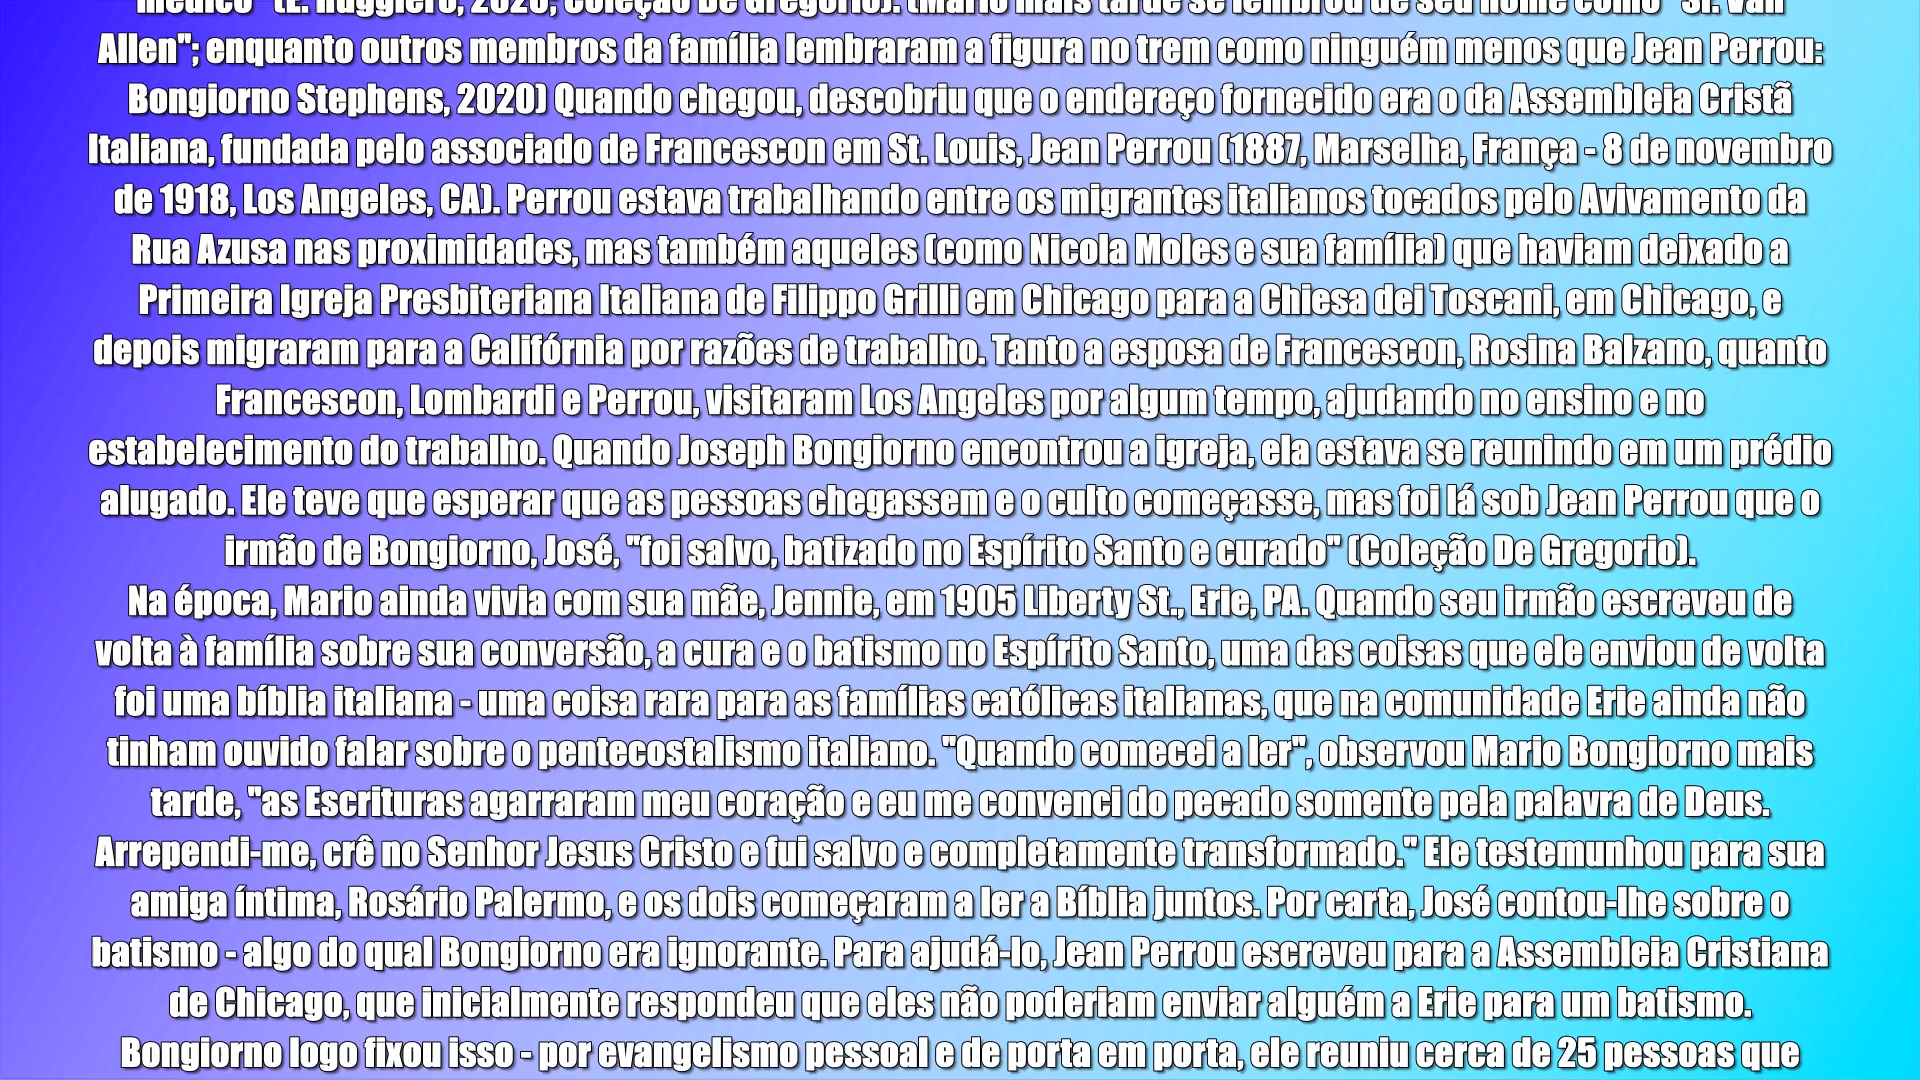 médico" (E. Ruggiero, 2020; Coleção De Gregorio). (Mario mais tarde se lembrou de seu nome como "Sr. Van
Allen"; enquanto outros membros da família lembraram a figura no trem como ninguém menos que Jean Perrou:
Bongiorno Stephens, 2020) Quando chegou, descobriu que o endereço fornecido era o da Assembleia Cristã
Italiana, fundada pelo associado de Francescon em St. Louis, Jean Perrou (1887, Marselha, França - 8 de novembro
de 1918, Los Angeles, CA). Perrou estava trabalhando entre os migrantes italianos tocados pelo Avivamento da
Rua Azusa nas proximidades, mas também aqueles (como Nicola Moles e sua família) que haviam deixado a
Primeira Igreja Presbiteriana Italiana de Filippo Grilli em Chicago para a Chiesa dei Toscani, em Chicago, e
depois migraram para a Califórnia por razões de trabalho. Tanto a esposa de Francescon, Rosina Balzano, quanto
Francescon, Lombardi e Perrou, visitaram Los Angeles por algum tempo, ajudando no ensino e no
estabelecimento do trabalho. Quando Joseph Bongiorno encontrou a igreja, ela estava se reunindo em um prédio
alugado. Ele teve que esperar que as pessoas chegassem e o culto começasse, mas foi lá sob Jean Perrou que o
irmão de Bongiorno, José, "foi salvo, batizado no Espírito Santo e curado" (Coleção De Gregorio).
Na época, Mario ainda vivia com sua mãe, Jennie, em 1905 Liberty St., Erie, PA. Quando seu irmão escreveu de
volta à família sobre sua conversão, a cura e o batismo no Espírito Santo, uma das coisas que ele enviou de volta
foi uma bíblia italiana - uma coisa rara para as famílias católicas italianas, que na comunidade Erie ainda não
tinham ouvido falar sobre o pentecostalismo italiano. "Quando comecei a ler", observou Mario Bongiorno mais
tarde, "as Escrituras agarraram meu coração e eu me convenci do pecado somente pela palavra de Deus.
Arrependi-me, crê no Senhor Jesus Cristo e fui salvo e completamente transformado." Ele testemunhou para sua
amiga íntima, Rosário Palermo, e os dois começaram a ler a Bíblia juntos. Por carta, José contou-lhe sobre o
batismo - algo do qual Bongiorno era ignorante. Para ajudá-lo, Jean Perrou escreveu para a Assembleia Cristiana
de Chicago, que inicialmente respondeu que eles não poderiam enviar alguém a Erie para um batismo.
Bongiorno logo fixou isso - por evangelismo pessoal e de porta em porta, ele reuniu cerca de 25 pessoas que